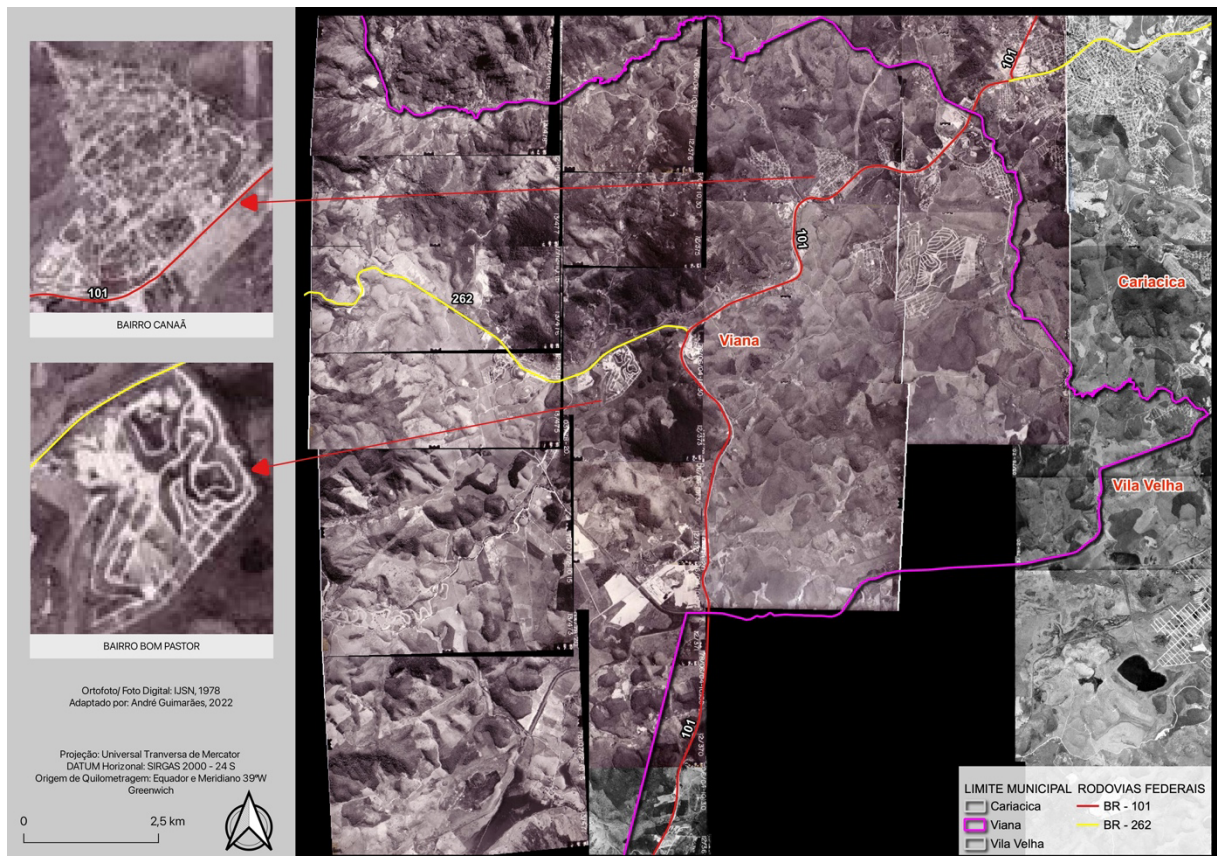 101
BAIRRO CANAÃ
BAIRRO BOM PASTOR
Ortofoto/ Foto Digital: IJSN, 1978
Adaptado por: André Guimarães, 2022
Projeção: Universal Tranversa de Mercator
DATUM Horizonal: SIRGAS 2000 - 24 S
Origem de Quilometragem: Equador e Meridiano 39ºW
Greenwich
0 2,5 km
101
101
262
Viana
Cariacica
Vila Velha
101
LIMITE MUNICIPAL RODOVIAS FEDERAIS
Cariacica BR - 101
Viana BR - 262
Vila Velha